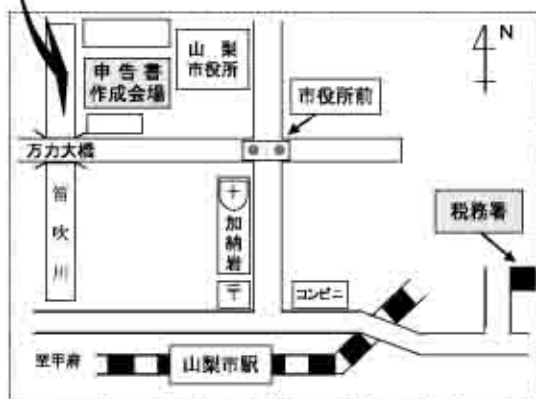 N
山梨
市役所
申告書
作成会場
市役所前
万力大橋
笛吹川
加納岩
〒
コンビニ
税務署
至甲府
山梨市駅